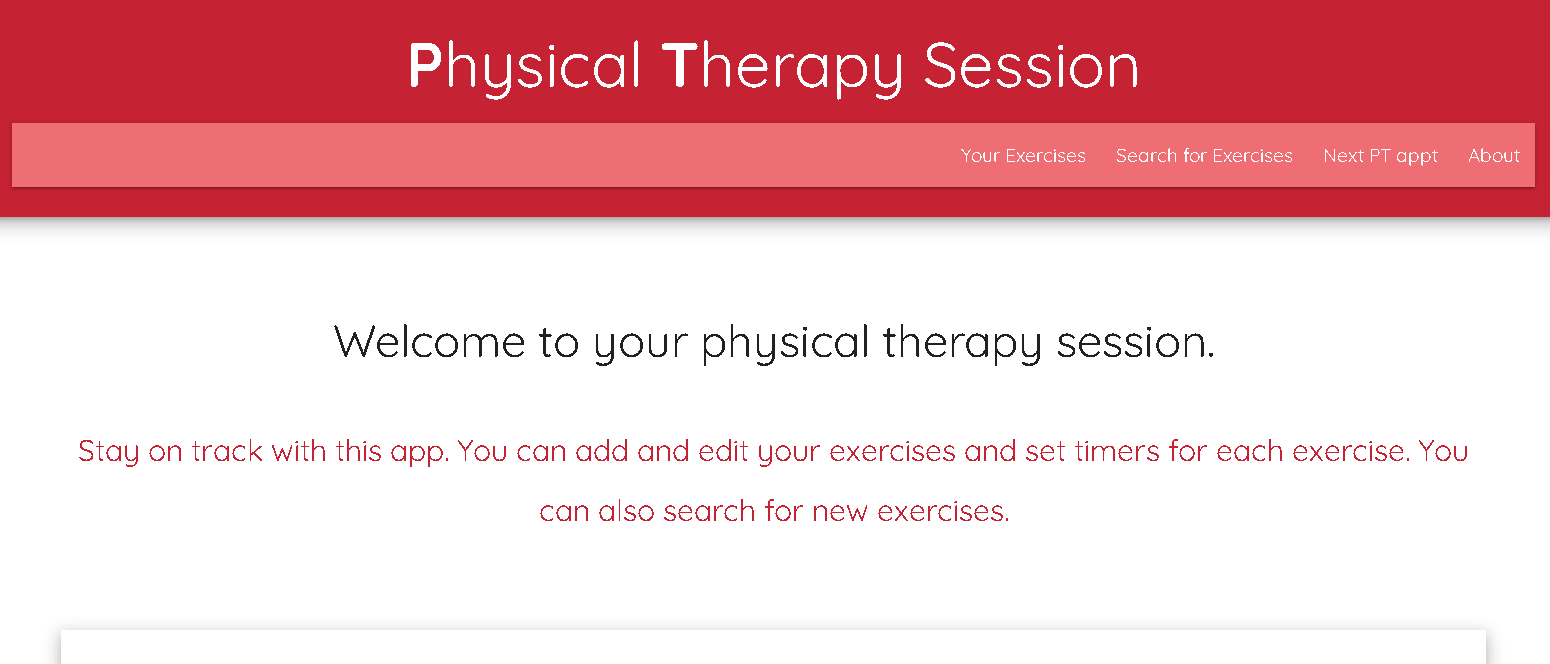 Physical Therapy Session
Your Exercises Search for Exercises Next PT appt About
Welcome to your physical therapy session.
Stay on track with this app. You can add and edit your exercises and set timers for each exercise. You
can also search for new exercises.